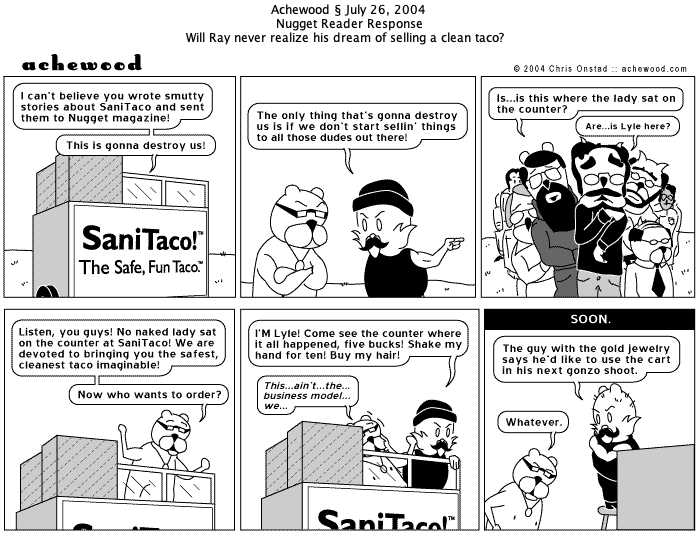 Achewood § July 26, 2004
Nugget Reader Response
Will Ray never realize his dream of selling a clean taco?
achewood
© 2004 Chris Onstad :: achewood.com
I can't believe you wrote smutty
stories about SaniTaco and sent
them to Nugget magazine!
This is gonna destroy us!
SaniTaco!™
The Safe, Fun Taco.™
The only thing that's gonna destroy
us is if we don't start sellin' things
to all those dudes out there!
Is...is this where the lady sat on
the counter?
Are...is Lyle here?
Listen, you guys! No naked lady sat
on the counter at SaniTaco! We are
devoted to bringing you the safest,
cleanest taco imaginable!
Now who wants to order?
SaniTaco!™
I'M Lyle! Come see the counter where
it all happened, five bucks! Shake my
hand for ten! Buy my hair!
This...ain't...the...
business model...
we...
SaniTaco!™
SOON.
The guy with the gold jewelry
says he'd like to use the cart
in his next gonzo shoot.
Whatever.